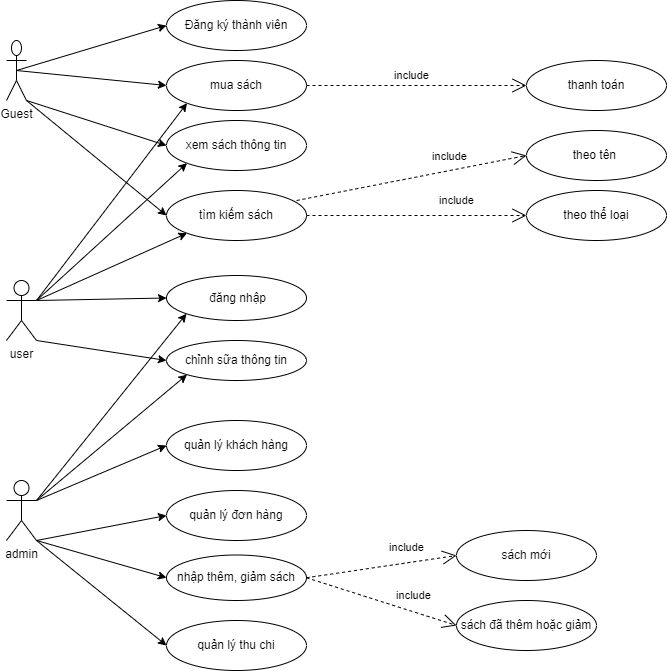 Đăng ký thành viên
Guest
mua sách
include
thanh toán
xem sách thông tin
include
theo tên
tìm kiếm sách
include
theo thể loại
đăng nhập
user
chỉnh sửa thông tin
quản lý khách hàng
quản lý đơn hàng
admin
include
sách mới
nhập thêm, giảm sách
include
sách đã thêm hoặc giảm
quản lý thu chi